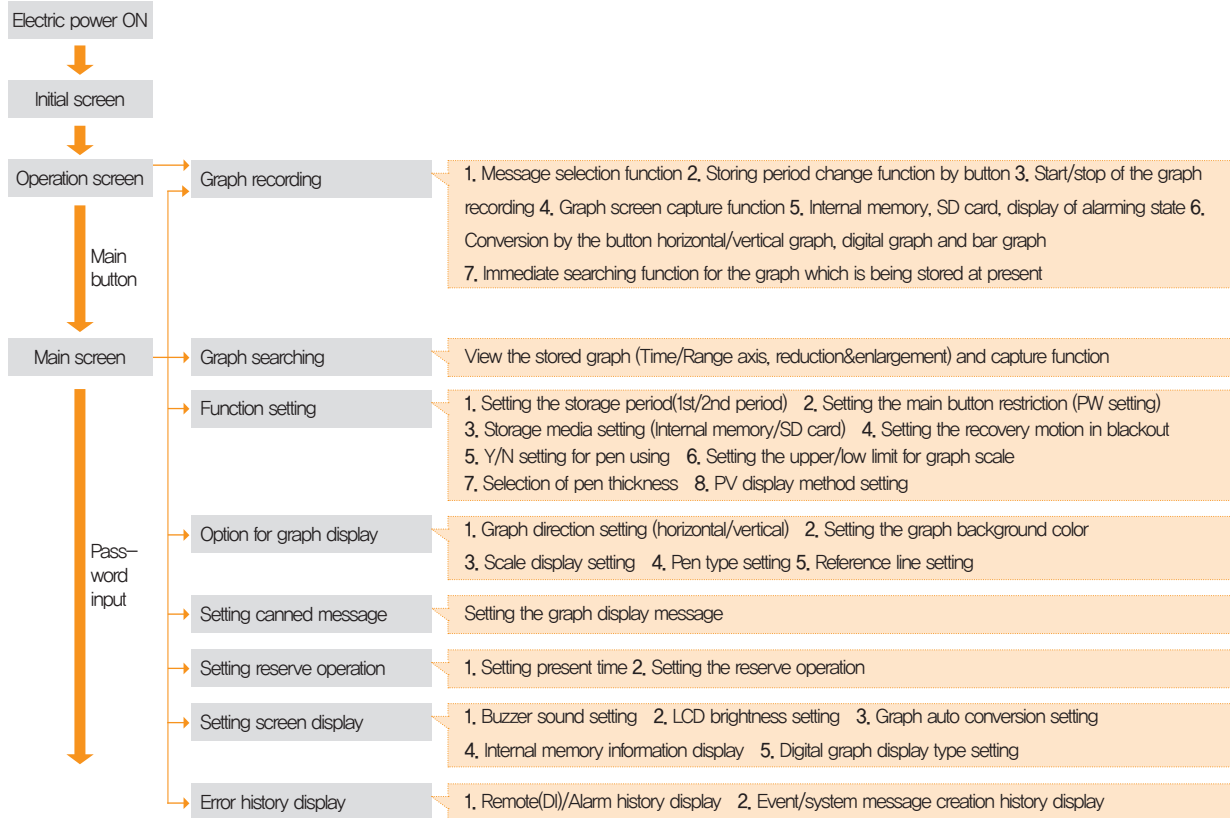 Electric power ON
Initial screen
Operation screen
Graph recording
1. Message selection function 2. Storing period change function by button 3. Start/stop of the graph
recording 4. Graph screen capture function 5. Internal memory, SD card, display of alarming state 6.
Conversion by the button horizontal/vertical graph, digital graph and bar graph
7. Immediate searching function for the graph which is being stored at present
Main
button
Main screen
Graph searching
View the stored graph (Time/Range axis, reduction&enlargement) and capture function
Function setting
1. Setting the storage period(1st/2nd period) 2. Setting the main button restriction (PW setting)
3. Storage media setting (Internal memory/SD card) 4. Setting the recovery motion in blackout
5. Y/N setting for pen using 6. Setting the upper/low limit for graph scale
7. Selection of pen thickness 8. PV display method setting
Option for graph display
1. Graph direction setting (horizontal/vertical) 2. Setting the graph background color
3. Scale display setting 4. Pen type setting 5. Reference line setting
Pass-
word
input
Setting canned message
Setting the graph display message
Setting reserve operation
1. Setting present time 2. Setting the reserve operation
Setting screen display
1. Buzzer sound setting 2. LCD brightness setting 3. Graph auto conversion setting
4. Internal memory information display 5. Digital graph display type setting
Error history display
1. Remote(DI)/Alarm history display 2. Event/system message creation history display